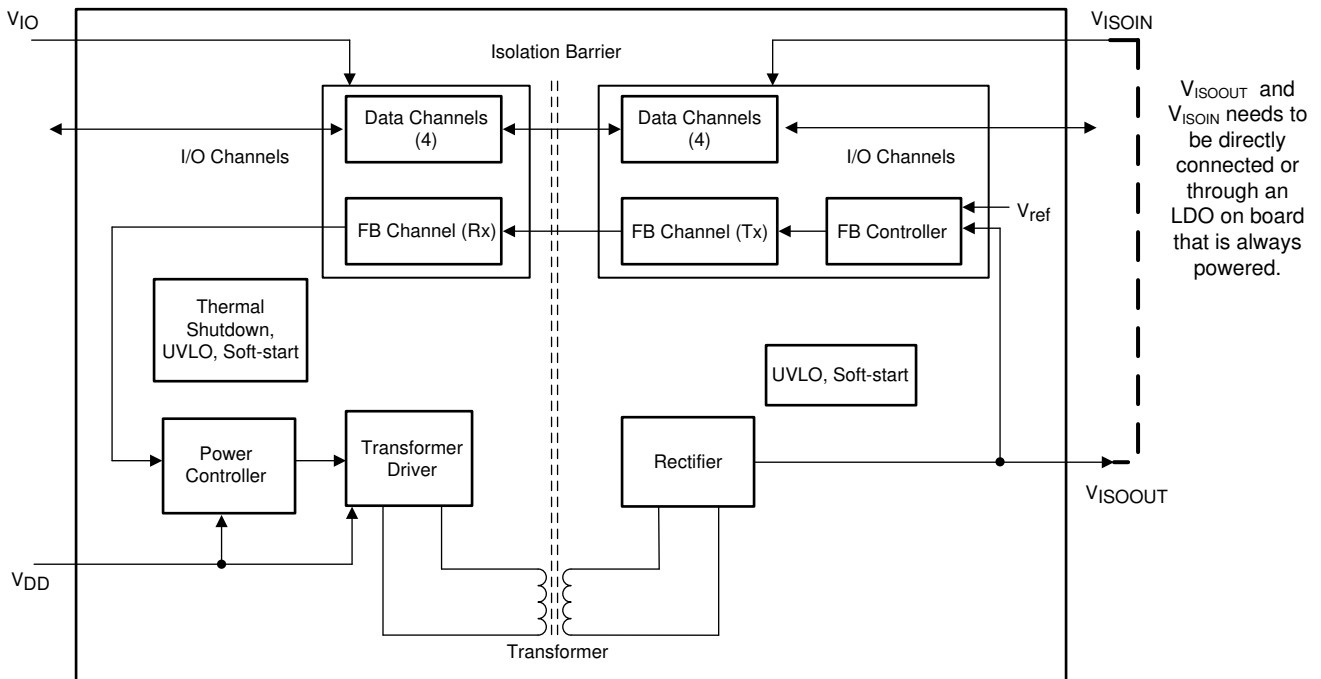 VIO
VISOIN
Isolation Barrier
Data Channels
(4)
Data Channels
(4)
I/O Channels
I/O Channels
VISOOUT and
VISOIN needs to
be directly
connected or
through an
LDO on board
that is always
powered.
FB Channel (Rx)
FB Channel (Tx)
FB Controller
Vref
Thermal
Shutdown,
UVLO, Soft-start
UVLO, Soft-start
Power
Controller
Transformer
Driver
Rectifier
VISOOUT
VDD
Transformer